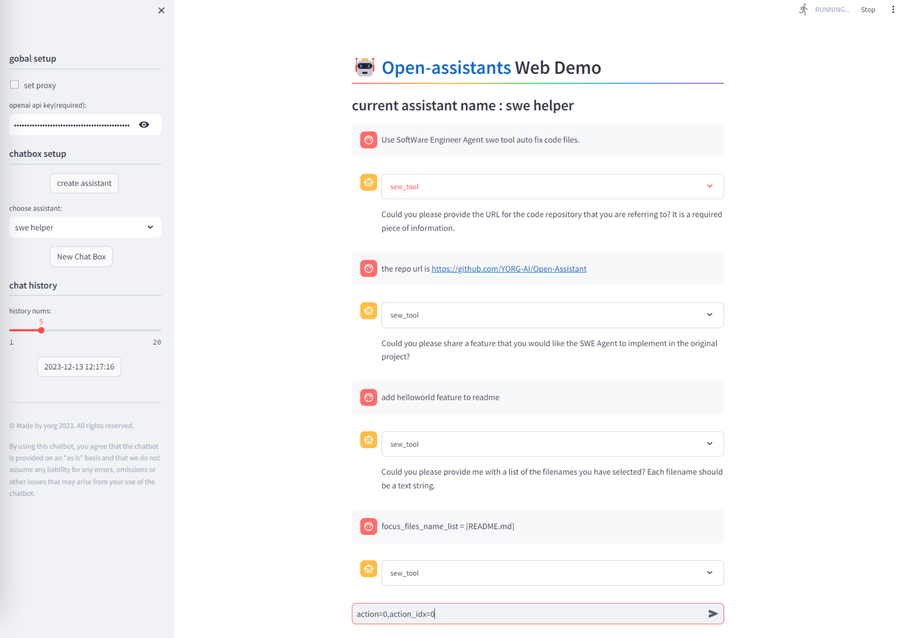 RUNNING...
Stop
gobal setup
set proxy
openai api key(required):
chatbox setup
create assistant
choose assistant:
swe helper
New Chat Box
chat history
history nums:
5
1
20
2023-12-13 12:17:16
© Made by yorg 2023. All rights reserved.
By using this chatbot, you agree that the chatbot
is provided on an "as is" basis and that we do not
assume any liability for any errors, omissions or
other issues that may arise from your use of the
chatbot.
Open-assistants Web Demo
current assistant name : swe helper
Use SoftWare Engineer Agent swe tool auto fix code files.
sew_tool
Could you please provide the URL for the code repository that you are referring to? It is a required
piece of information.
the repo url is https://github.com/YORG-AI/Open-Assistant
sew_tool
Could you please share a feature that you would like the SWE Agent to implement in the original
project?
add helloworld feature to readme
sew_tool
Could you please provide me with a list of the filenames you have selected? Each filename should
be a text string.
focus_files_name_list = [README.md]
sew_tool
action=0,action_idx=0